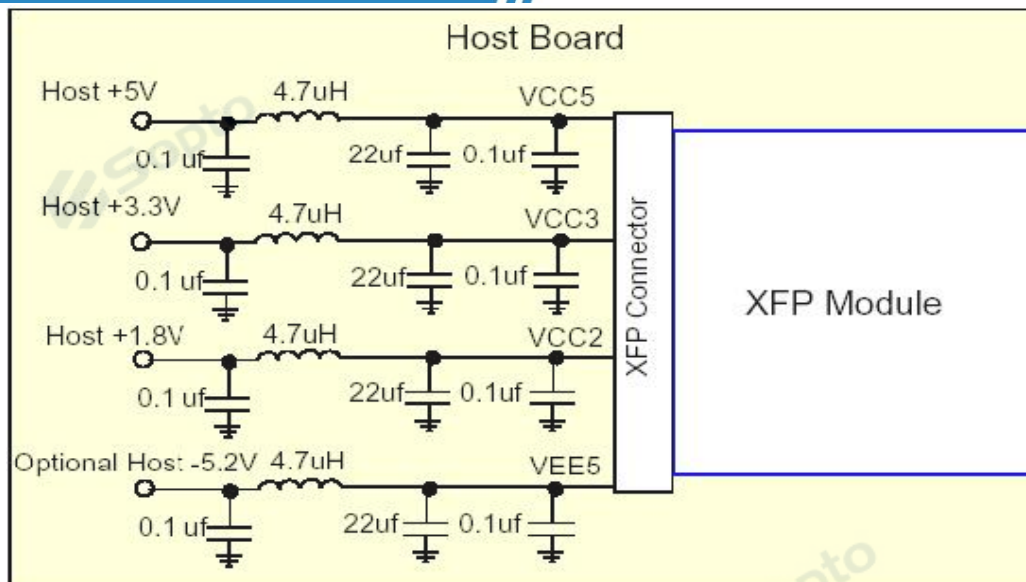 Host Board
Host +5V
4.7uH
VCC5
0.1 uf
22uf
0.1uf
Sopto
Host +3.3V
4.7uH
VCC3
0.1 uf
22uf
0.1uf
XFP Connector
XFP Module
Host +1.8V
4.7uH
VCC2
0.1 uf
22uf
0.1uf
Optional Host -5.2V
4.7uH
VEE5
0.1 uf
22uf
0.1uf